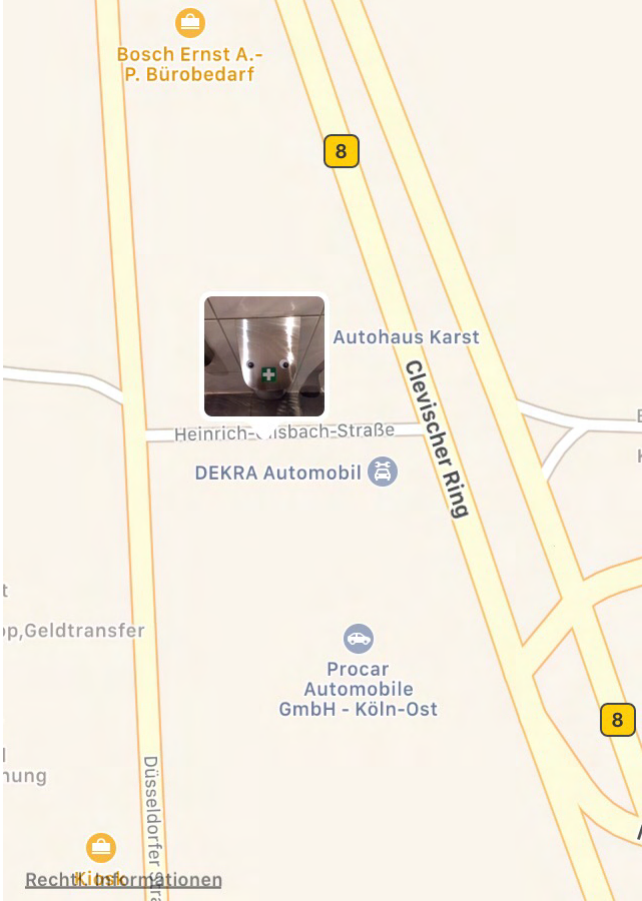 Bosch Ernst A.-
P. Bürobedarf
8
Autohaus Karst
Clevischer Ring
DEKRA Automobil
Geldtransfer
Procar
Automobile
GmbH - Köln-Ost
8
Düsseldorfer
Kiosk
Rechtl. Informationen